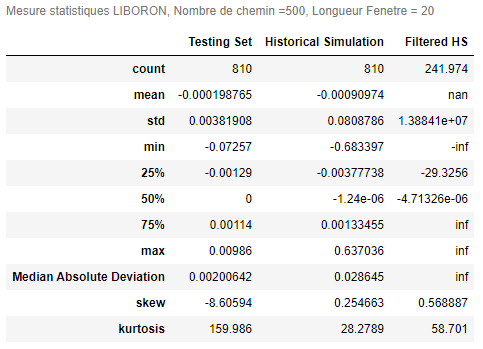 Mesure statistiques LIBORON, Nombre de chemin =500, Longueur Fenetre = 20
Testing Set Historical Simulation Filtered HS
count 810 810 241.974
mean -0.000198765 -0.00090974 nan
std 0.00381908 0.0808786 1.38841e+07
min -0.07257 -0.683397 -inf
25% -0.00129 -0.00377738 -29.3256
50% 0 -1.24e-06 -4.71326e-06
75% 0.00114 0.00133455 inf
max 0.00986 0.637036 inf
Median Absolute Deviation 0.00200642 0.028645 inf
skew -8.60594 0.254663 0.568887
kurtosis 159.986 28.2789 58.701